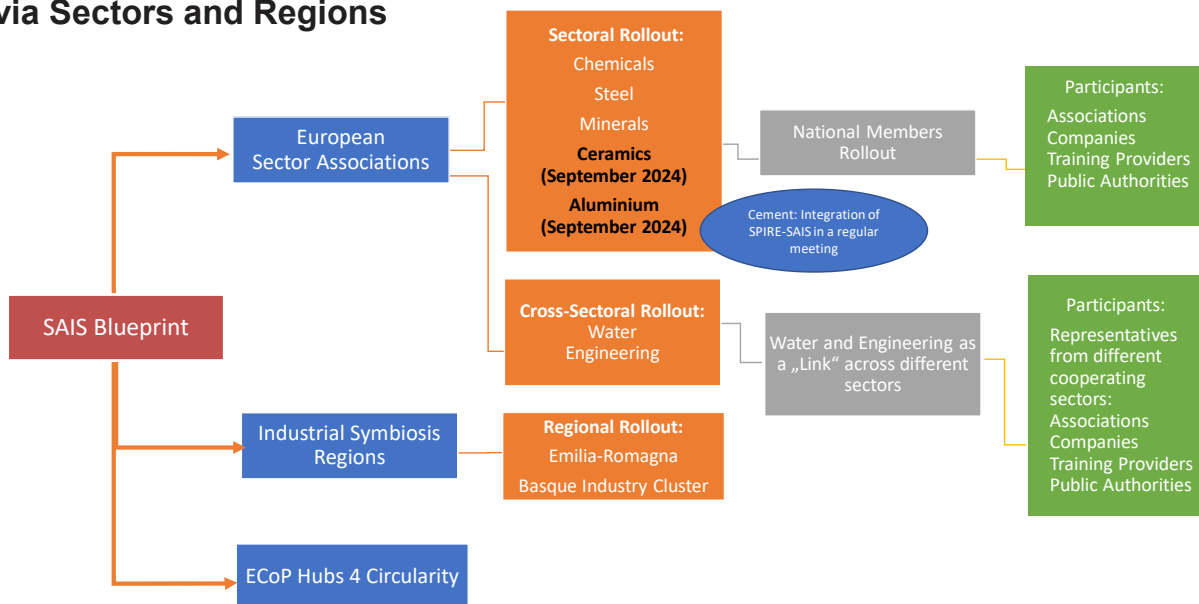 via Sectors and Regions
SAIS Blueprint
European
Sector Associations
Sectoral Rollout:
Chemicals
Steel
Minerals
Ceramics
(September 2024)
Aluminium
(September 2024)
National Members
Rollout
Cement: Integration of
SPIRE-SAIS in a regular
meeting
Participants:
Associations
Companies
Training Providers
Public Authorities
Cross-Sectoral Rollout:
Water
Engineering
Water and Engineering as
a „Link“ across different
sectors
Participants:
Representatives
from different
cooperating
sectors:
Associations
Companies
Training Providers
Public Authorities
Industrial Symbiosis
Regions
Regional Rollout:
Emilia-Romagna
Basque Industry Cluster
ECoP Hubs 4 Circularity